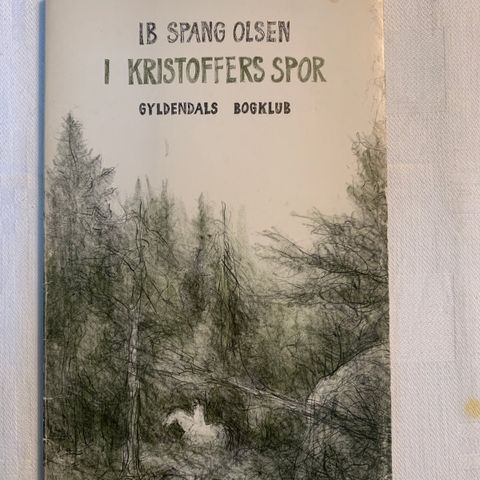 IB SPANG OLSEN
I KRISTOFFERS SPOR
GYLDENDALS BOGKLUB